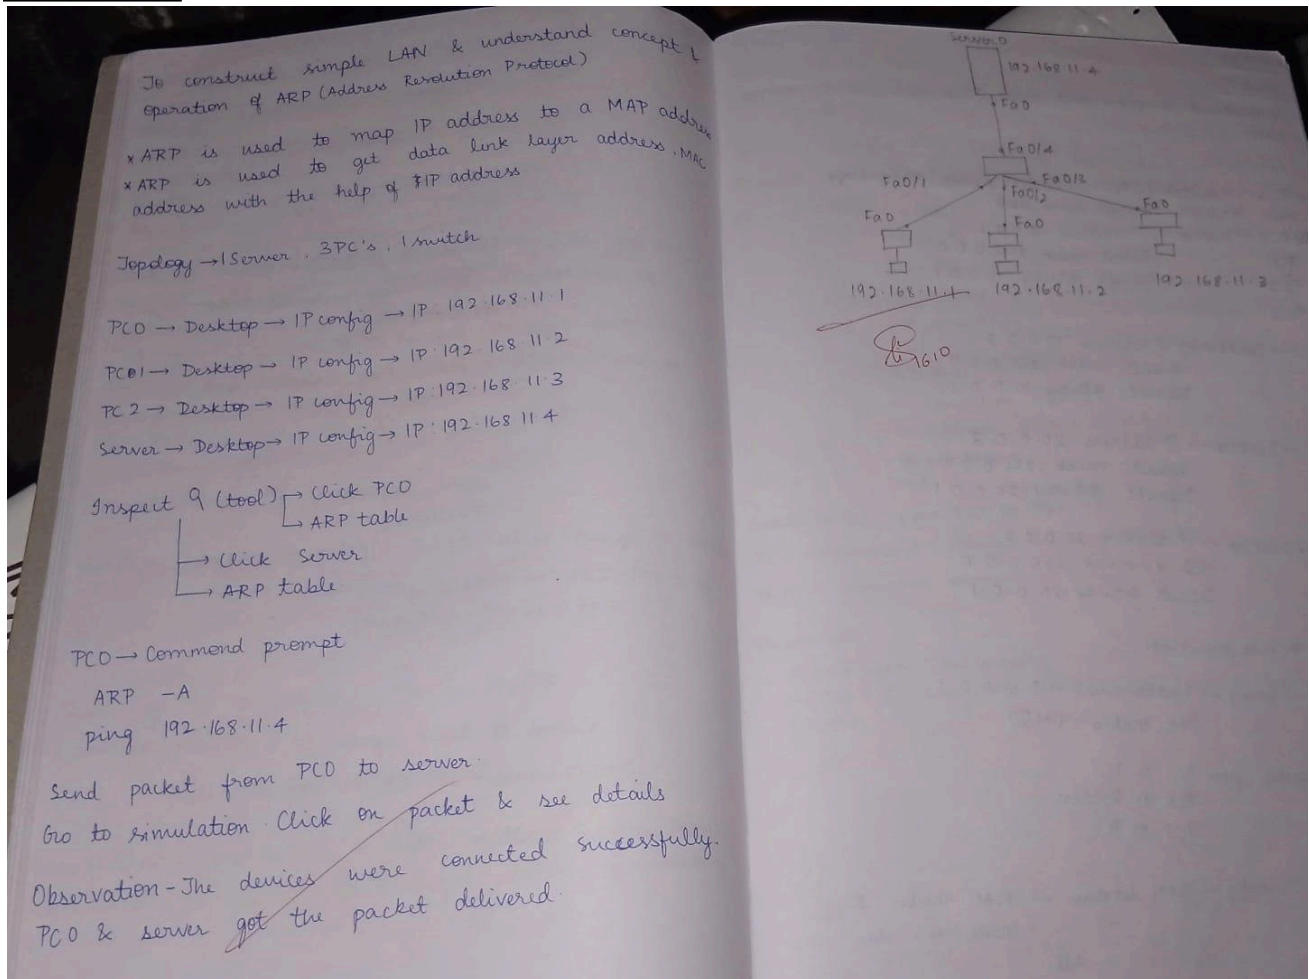 To construct simple LAN & understand concept &
operation of ARP (Address Resolution Protocol)
* ARP is used to map IP address to a MAP address
* ARP is used to get data link layer address, MAC
address with the help of IP address
Topology → 1 Server, 3PC's, 1 switch
PC0 → Desktop → IP config → IP: 192.168.11.1
PC1 → Desktop → IP config → IP: 192.168.11.2
PC2 → Desktop → IP config → IP: 192.168.11.3
Server → Desktop → IP config → IP: 192.168.11.4
Inspect (tool) → Click PC0
→ ARP table
→ Click Server
→ ARP table
PC0 → Commend prompt
ARP -A
ping 192.168.11.4
Send packet from PC0 to server.
Go to simulation. Click on packet & see details
Observation - The devices were connected successfully.
PC0 & server got the packet delivered.
Server0
192.168.11.4
Fa0
Fa0/4
Fa0/1
Fa0/2
Fa0/3
Fa0
Fa0
Fa0
192.168.11.1
192.168.11.2
192.168.11.3